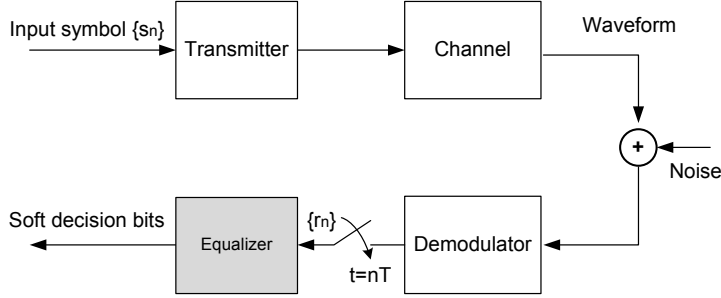 Input symbol {sn}
Transmitter
Channel
Waveform
+
Noise
Demodulator
t=nT
{rn}
Equalizer
Soft decision bits